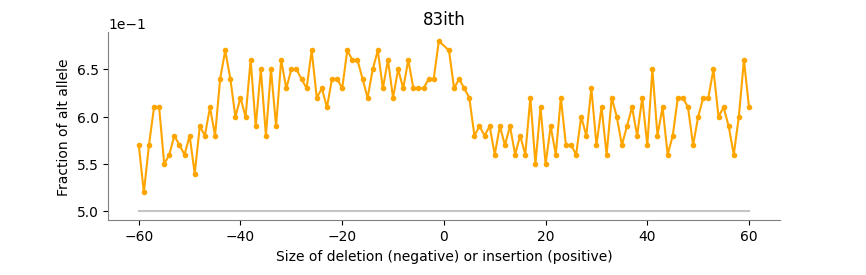 83ith
1e−1
Fraction of alt allele
6.5
6.0
5.5
5.0
−60 −40 −20 0 20 40 60
Size of deletion (negative) or insertion (positive)